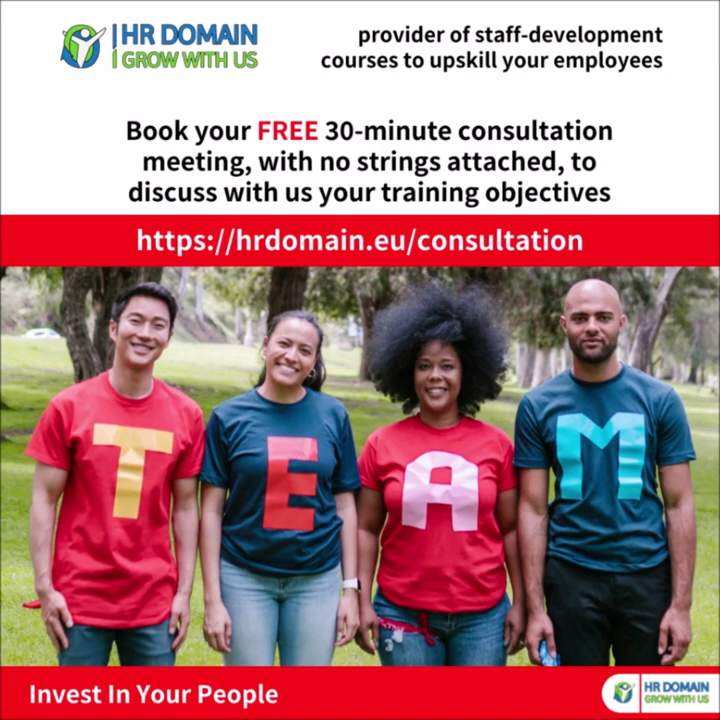 HR DOMAIN
GROW WITH US
provider of staff-development
courses to upskill your employees
Book your FREE 30-minute consultation
meeting, with no strings attached, to
discuss with us your training objectives
https://hrdomain.eu/consultation
T E A M
Invest In Your People
HR DOMAIN
GROW WITH US